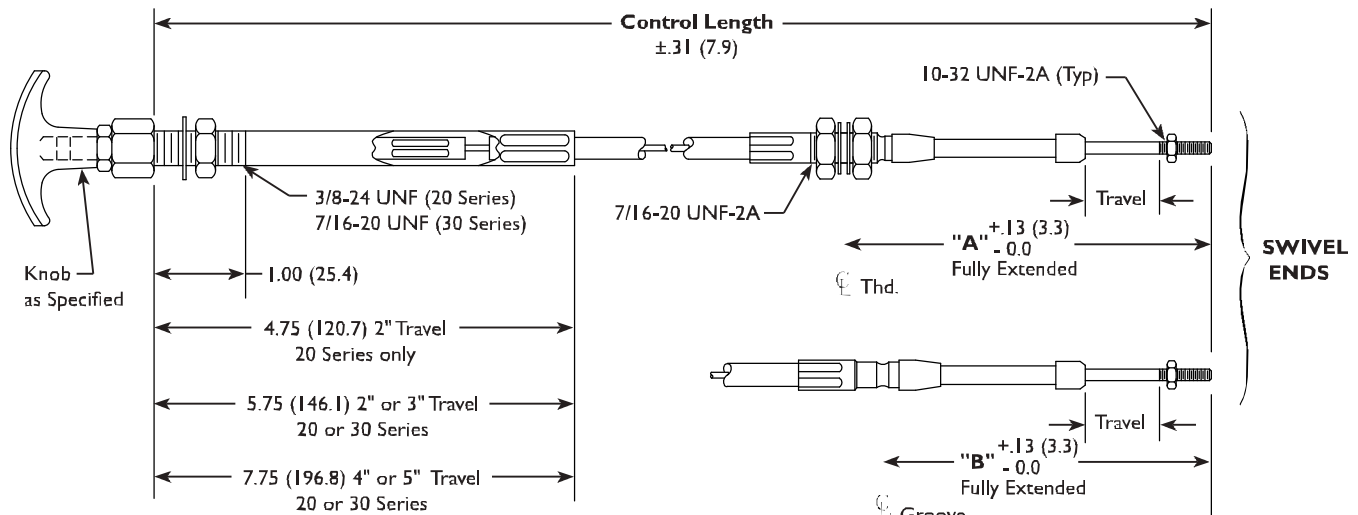 Control Length
±.31 (7.9)
10-32 UNF-2A (Typ)
3/8-24 UNF (20 Series)
7/16-20 UNF (30 Series)
7/16-20 UNF-2A
Travel
"A" +.13 (3.3)
- 0.0
Fully Extended
SWIVEL
ENDS
Knob
as Specified
1.00 (25.4)
℄ Thd.
4.75 (120.7) 2" Travel
20 Series only
5.75 (146.1) 2" or 3" Travel
20 or 30 Series
Travel
"B" +.13 (3.3)
- 0.0
Fully Extended
7.75 (196.8) 4" or 5" Travel
20 or 30 Series
℄ Groove